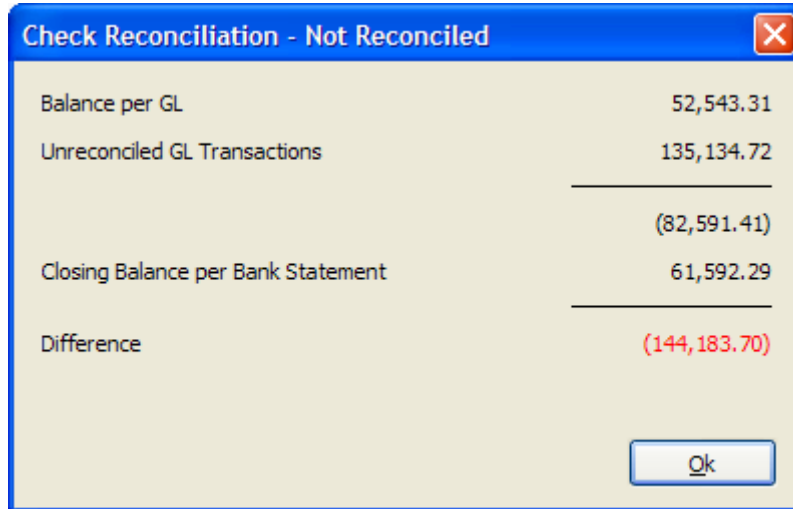 Check Reconciliation - Not Reconciled
Balance per GL 52,543.31
Unreconciled GL Transactions 135,134.72
(82,591.41)
Closing Balance per Bank Statement 61,592.29
Difference (144,183.70)
Ok